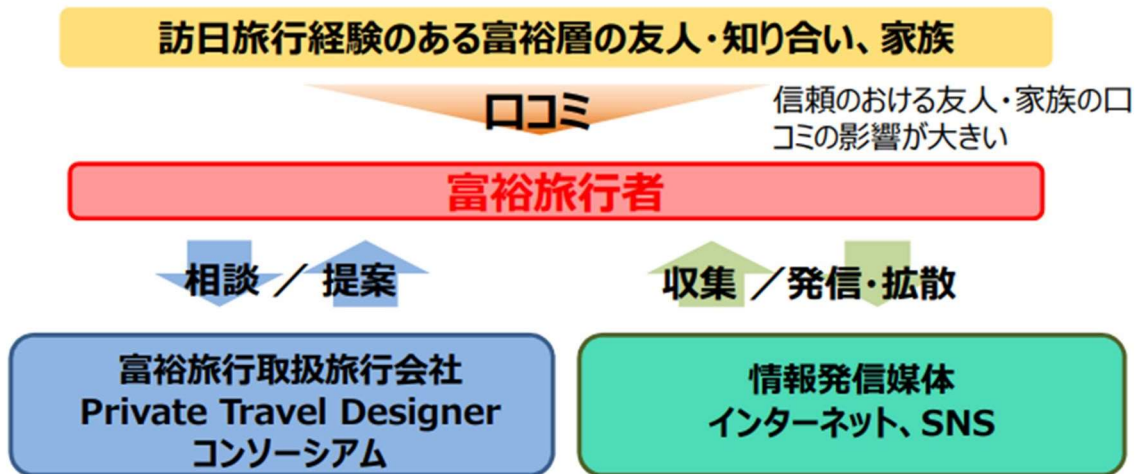 訪日旅行経験のある富裕層の友人・知り合い、家族
口コミ
信頼のおける友人・家族の口
コミの影響が大きい
富裕旅行者
相談 ／ 提案
収集 ／発信・拡散
富裕旅行取扱旅行会社
Private Travel Designer
コンソーシアム
情報発信媒体
インターネット、SNS